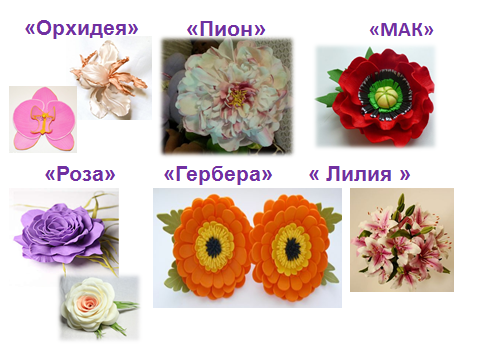 «Орхидея» «Пион» «МАК»
«Роза» «Гербера» « Лилия »